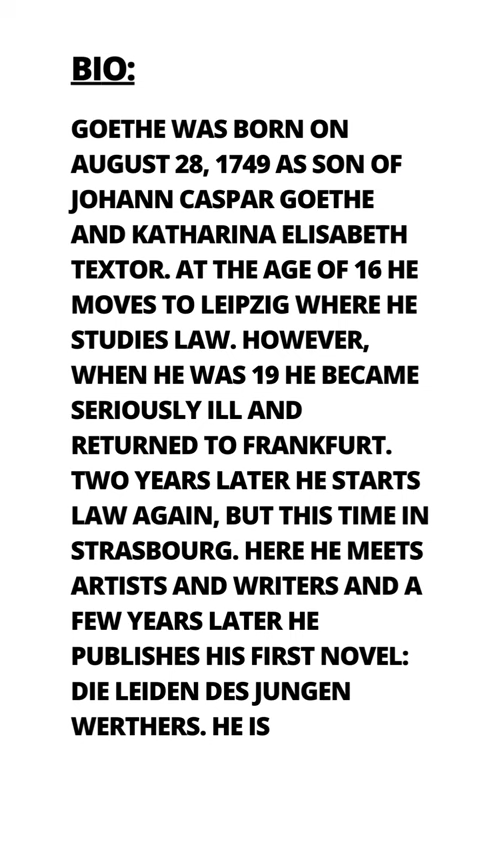 BIO:
GOETHE WAS BORN ON
AUGUST 28, 1749 AS SON OF
JOHANN CASPAR GOETHE
AND KATHARINA ELISABETH
TEXTOR. AT THE AGE OF 16 HE
MOVES TO LEIPZIG WHERE HE
STUDIES LAW. HOWEVER,
WHEN HE WAS 19 HE BECAME
SERIOUSLY ILL AND
RETURNED TO FRANKFURT.
TWO YEARS LATER HE STARTS
LAW AGAIN, BUT THIS TIME IN
STRASBOURG. HERE HE MEETS
ARTISTS AND WRITERS AND A
FEW YEARS LATER HE
PUBLISHES HIS FIRST NOVEL:
DIE LEIDEN DES JUNGEN
WERTHERS. HE IS